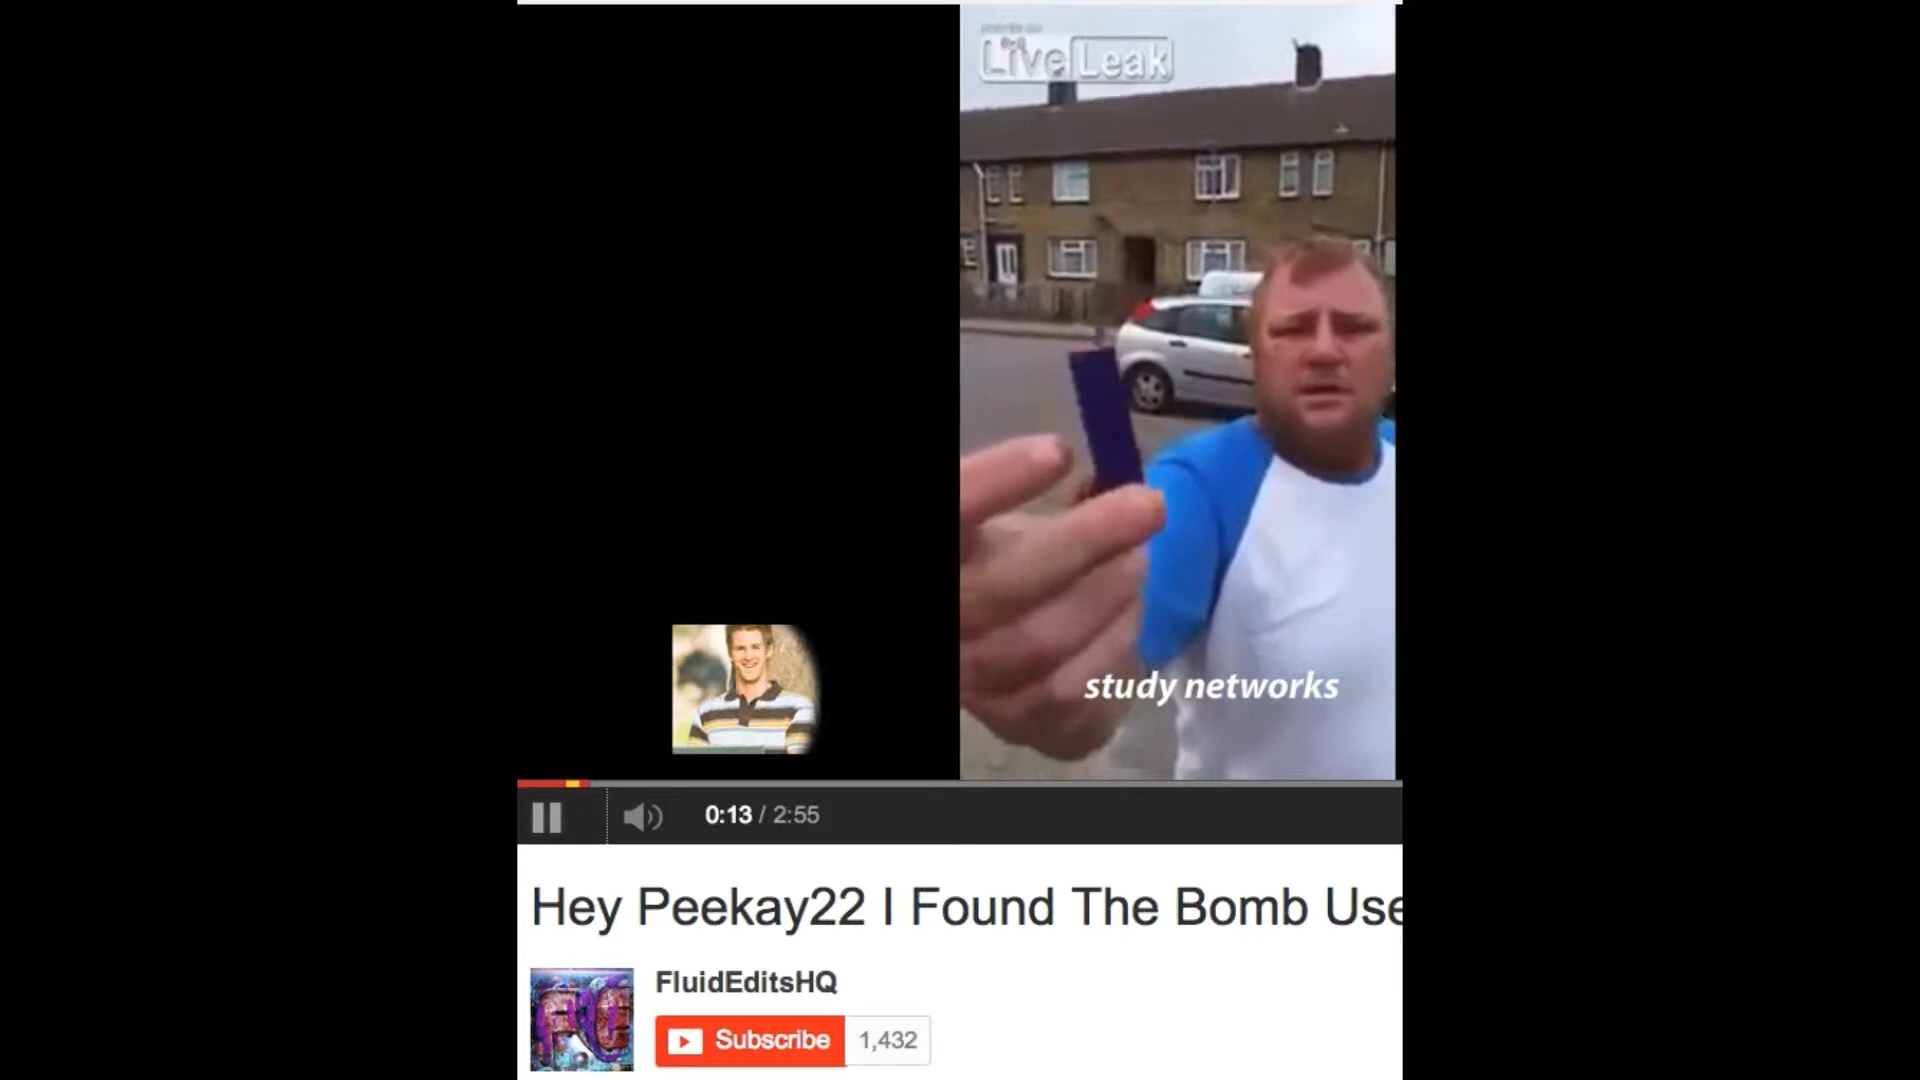 LiveLeak
study networks
0:13 / 2:55
Hey Peekay22 I Found The Bomb Use
FluidEditsHQ
Subscribe 1,432